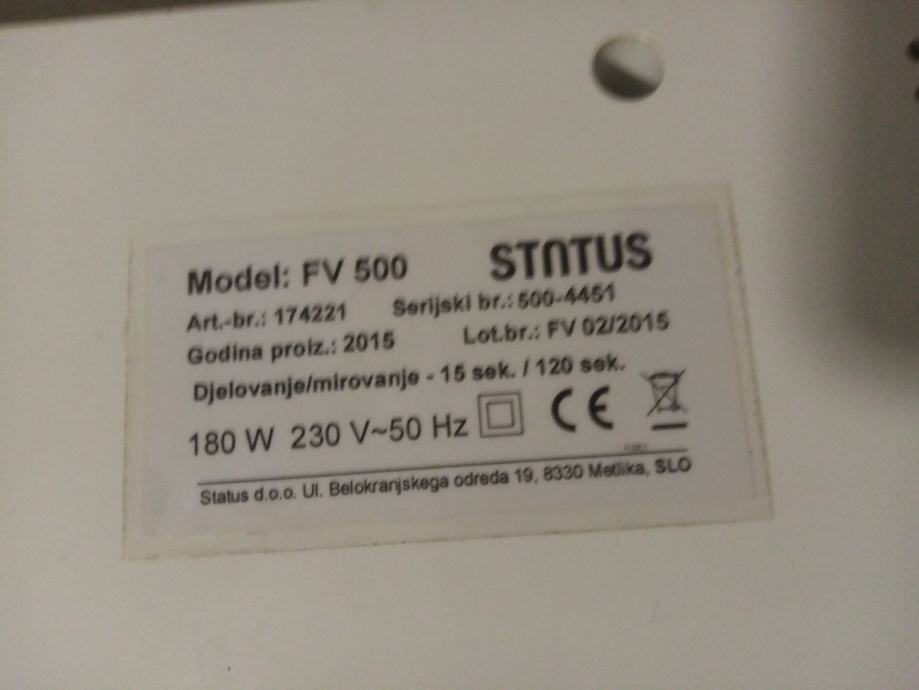 Model: FV 500 STATUS
Art.-br.: 174221 Serijski br.: 500-4451
Godina proiz.: 2015 Lot.br.: FV 02/2015
Djelovanje/mirovanje - 15 sek. / 120 sek.
180 W 230 V~50 Hz CE
Status d.o.o. Ul. Belokranjskega odreda 19, 8330 Metlika, SLO